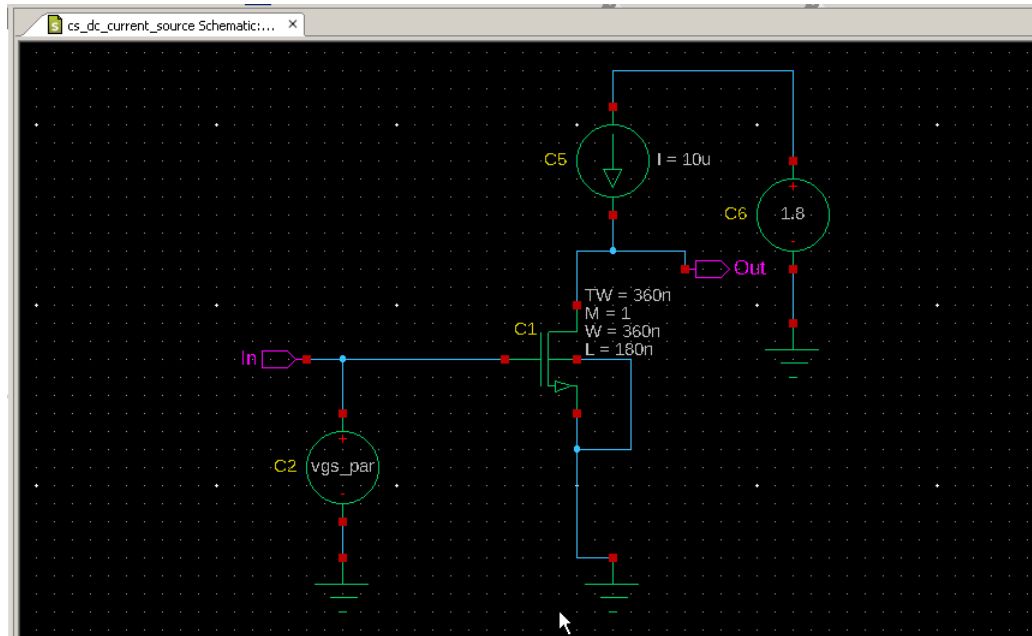 cs_dc_current_source Schematic:...
C5
I = 10u
C6
+
1.8
-
Out
TW = 360n
M = 1
C1
W = 360n
L = 180n
In
+
C2
vgs_par
-